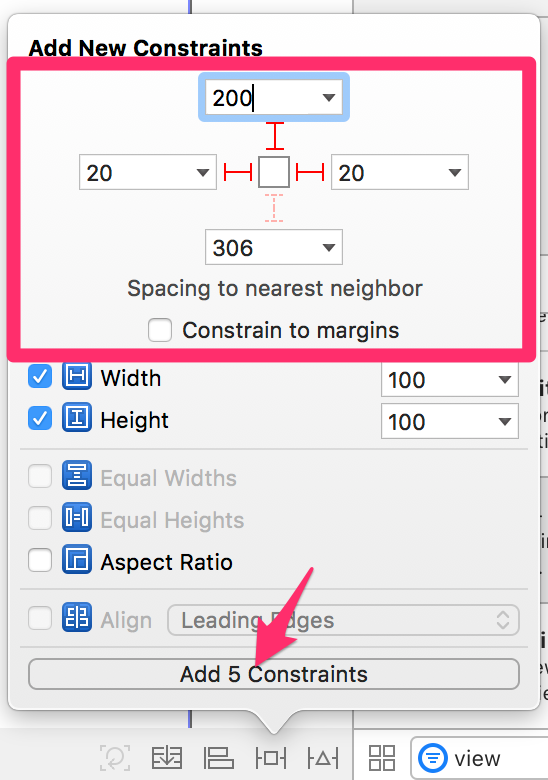 Add New Constraints
200
20
20
306
Spacing to nearest neighbor
Constrain to margins
Width 100
Height 100
Equal Widths
Equal Heights
Aspect Ratio
Align Leading Edges
Add 5 Constraints
view